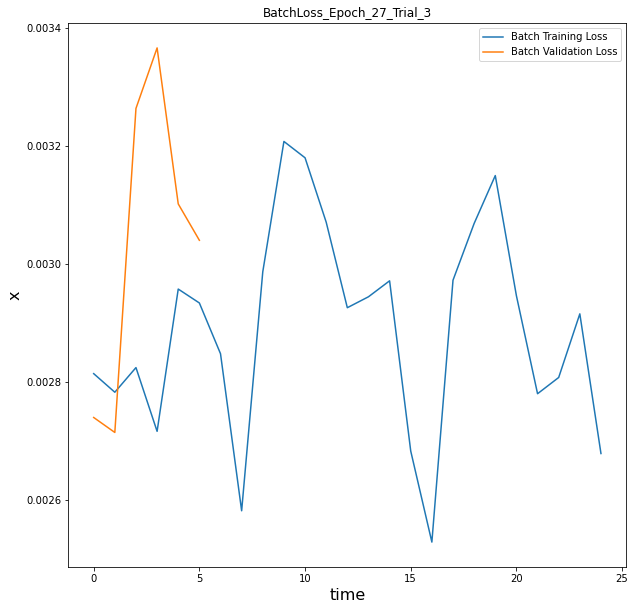 BatchLoss_Epoch_27_Trial_3
Batch Training Loss
Batch Validation Loss
0.0034
0.0032
0.0030
0.0028
0.0026
x
0
5
10
15
20
25
time